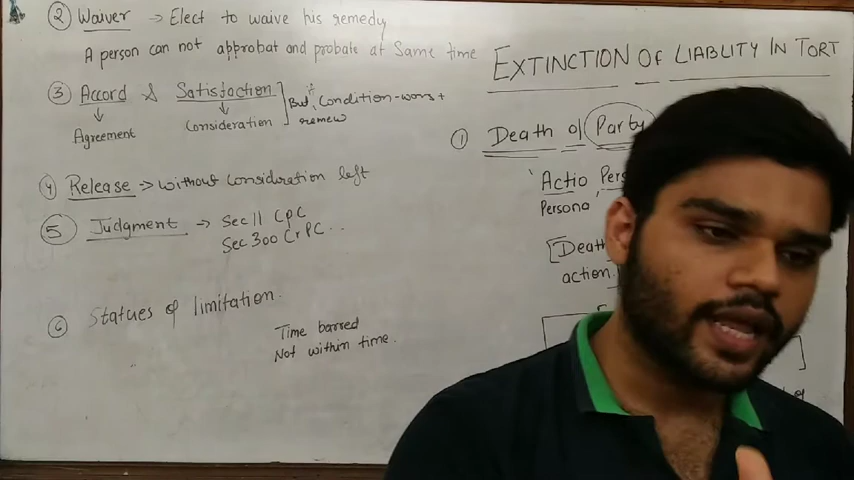 ② Waiver → Elect to waive his remedy
A person can not approbat and probate at Same time
③ Accord & Satisfaction
Agreement
Consideration
But, Condition-wors+
④ Release → without consideration left
⑤ Judgment → Sec 11 CPC
Sec 300 CrPC..
⑥ Statues of limitation.
Time barred
Not within time.
EXTINCTION OF LIABLITY IN TORT
① Death of Party
'Actio Pers
Persona
[Death
action.
of